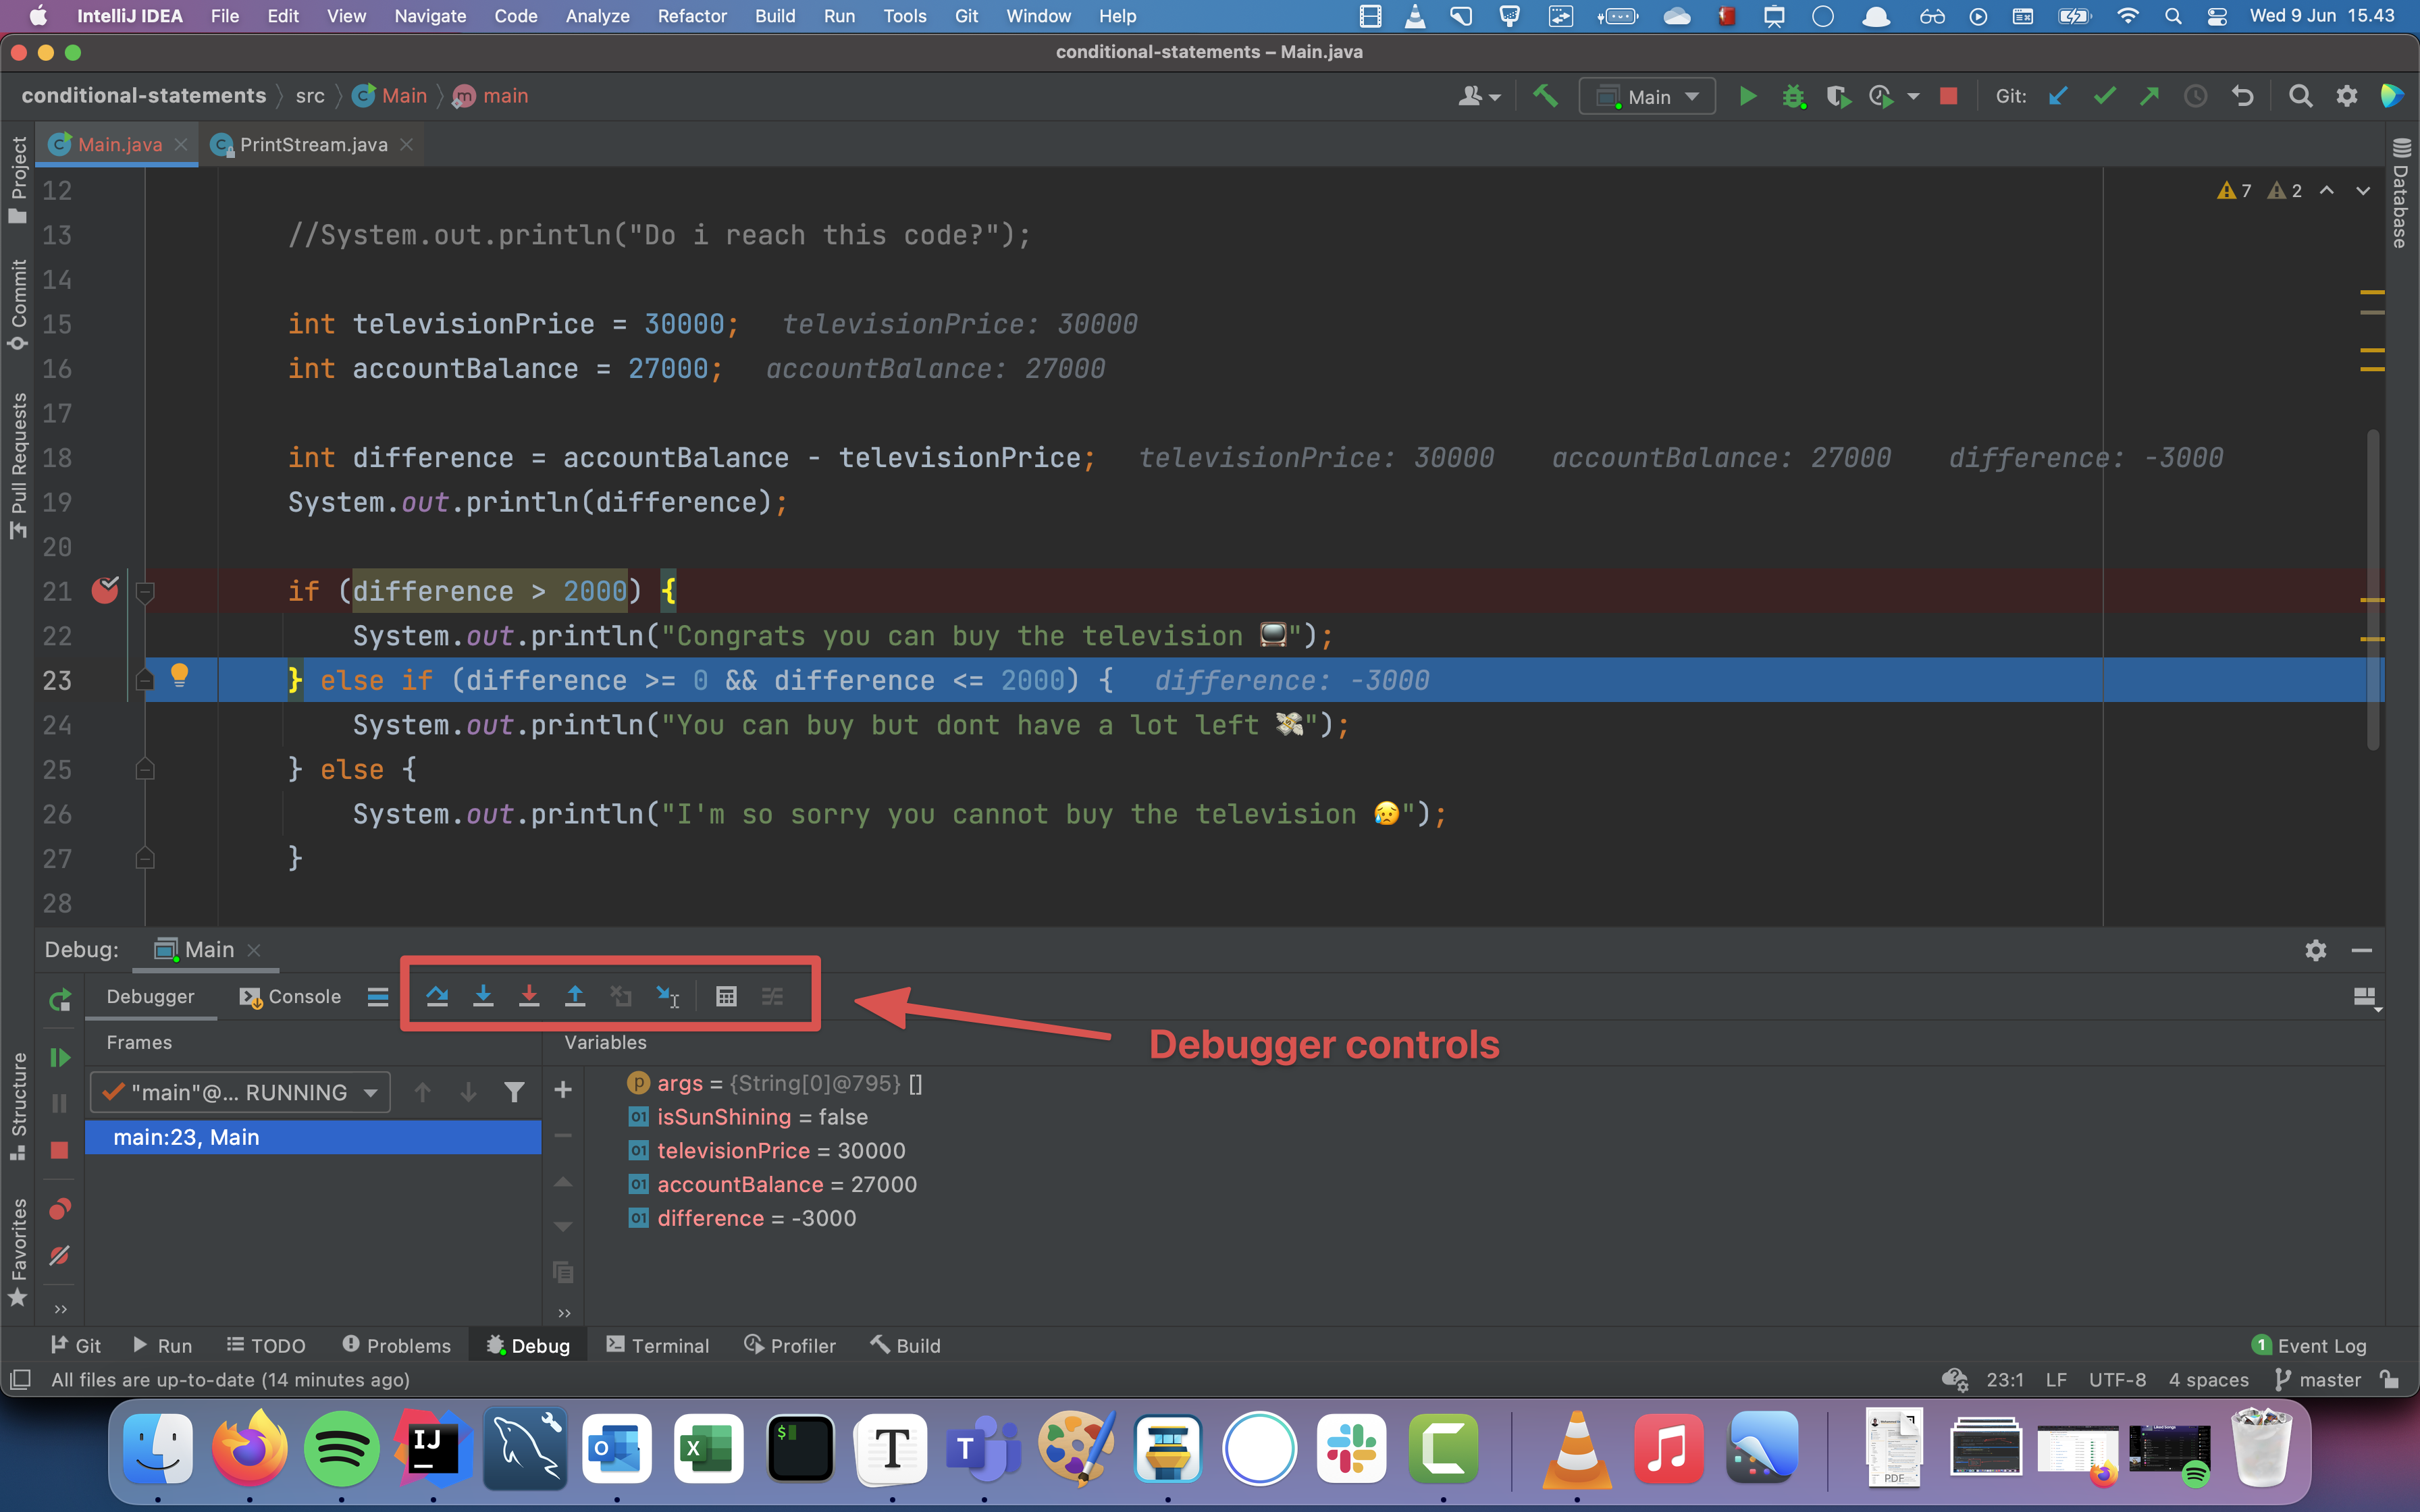 IntelliJ IDEA File Edit View Navigate Code Analyze Refactor Build Run Tools Git Window Help Wed 9 Jun 15.43
conditional-statements – Main.java
conditional-statements src Main main Main Git:
Main.java PrintStream.java
Project
Commit
Pull Requests
Structure
Favorites
Database
7 2
12
13 //System.out.println("Do i reach this code?");
14
15 int televisionPrice = 30000; televisionPrice: 30000
16 int accountBalance = 27000; accountBalance: 27000
17
18 int difference = accountBalance - televisionPrice; televisionPrice: 30000 accountBalance: 27000 difference: -3000
19 System.out.println(difference);
20
21 if (difference > 2000) {
22 System.out.println("Congrats you can buy the television 📺");
23 } else if (difference >= 0 && difference <= 2000) { difference: -3000
24 System.out.println("You can buy but dont have a lot left 💸");
25 } else {
26 System.out.println("I'm so sorry you cannot buy the television 😥");
27 }
28
Debug: Main
Debugger Console
Debugger controls
Frames Variables
"main"@... RUNNING
main:23, Main
args = {String[0]@795} []
isSunShining = false
televisionPrice = 30000
accountBalance = 27000
difference = -3000
Git Run TODO Problems Debug Terminal Profiler Build 1 Event Log
All files are up-to-date (14 minutes ago) 23:1 LF UTF-8 4 spaces master
IJ
O
X
$
T
T
C
PDF